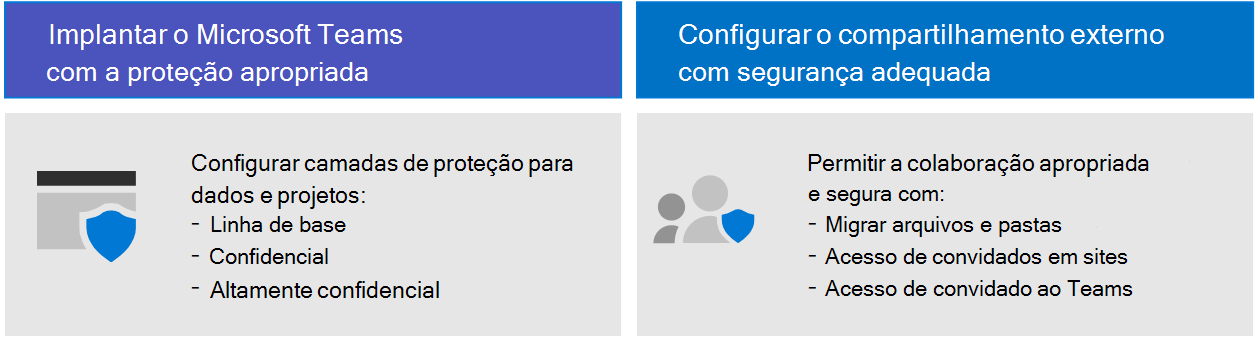 Implantar o Microsoft Teams
com a proteção apropriada
Configurar camadas de proteção para
dados e projetos:
- Linha de base
- Confidencial
- Altamente confidencial
Configurar o compartilhamento externo
com segurança adequada
Permitir a colaboração apropriada
e segura com:
- Migrar arquivos e pastas
- Acesso de convidados em sites
- Acesso de convidado ao Teams